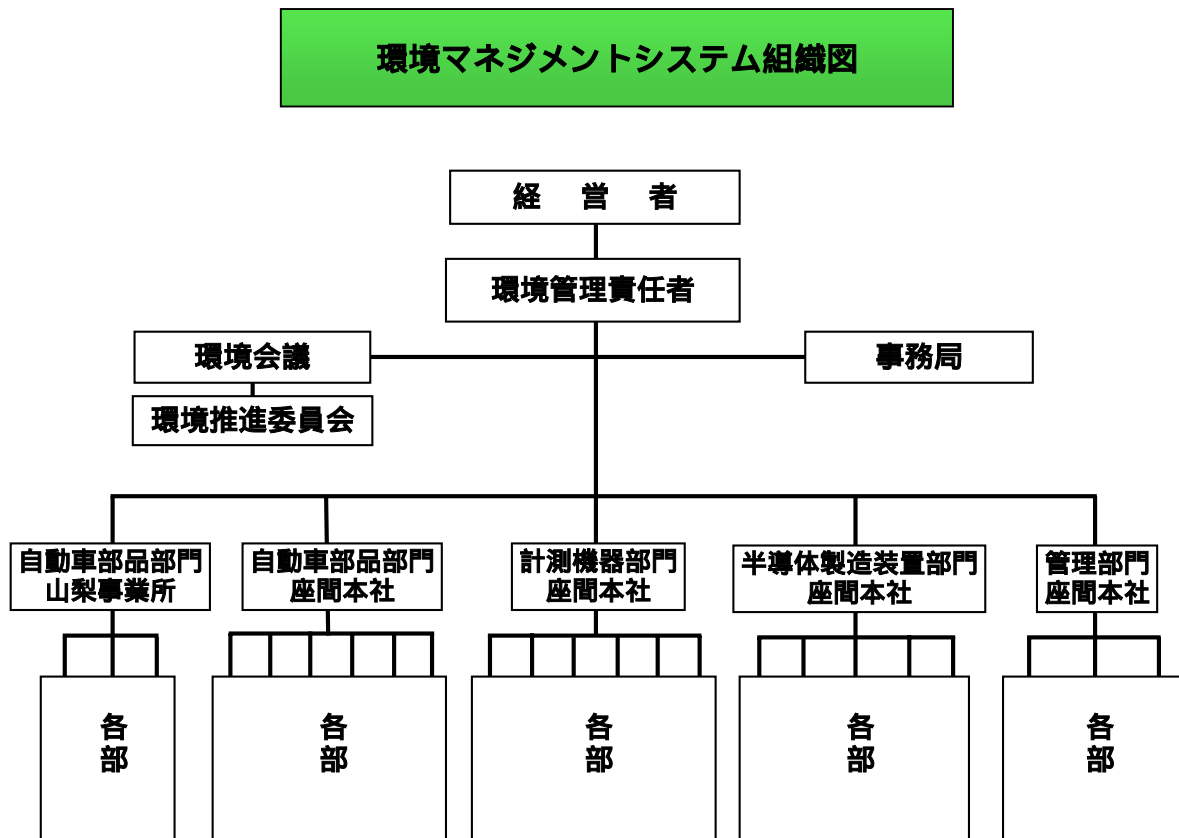 環境マネジメントシステム組織図
経 営 者
環境管理責任者
環境会議
事務局
環境推進委員会
自動車部品部門
山梨事業所
自動車部品部門
座間本社
計測機器部門
座間本社
半導体製造装置部門
座間本社
管理部門
座間本社
各
部
各
部
各
部
各
部
各
部